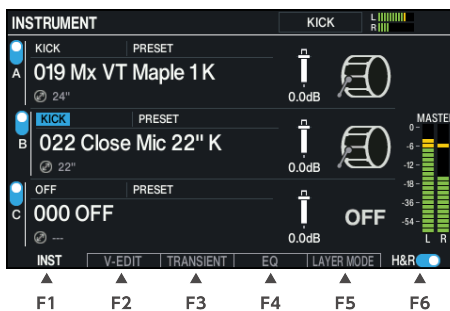 INSTRUMENT KICK L
R
KICK PRESET
A 019 Mx VT Maple 1 K
24" 0.0dB
KICK PRESET
B 022 Close Mic 22" K
22" 0.0dB
MASTER
0-
-6-
-12-
-18-
-36-
-54-
L R
OFF PRESET
C 000 OFF OFF
--- 0.0dB
INST V-EDIT TRANSIENT EQ LAYER MODE H&R
F1 F2 F3 F4 F5 F6